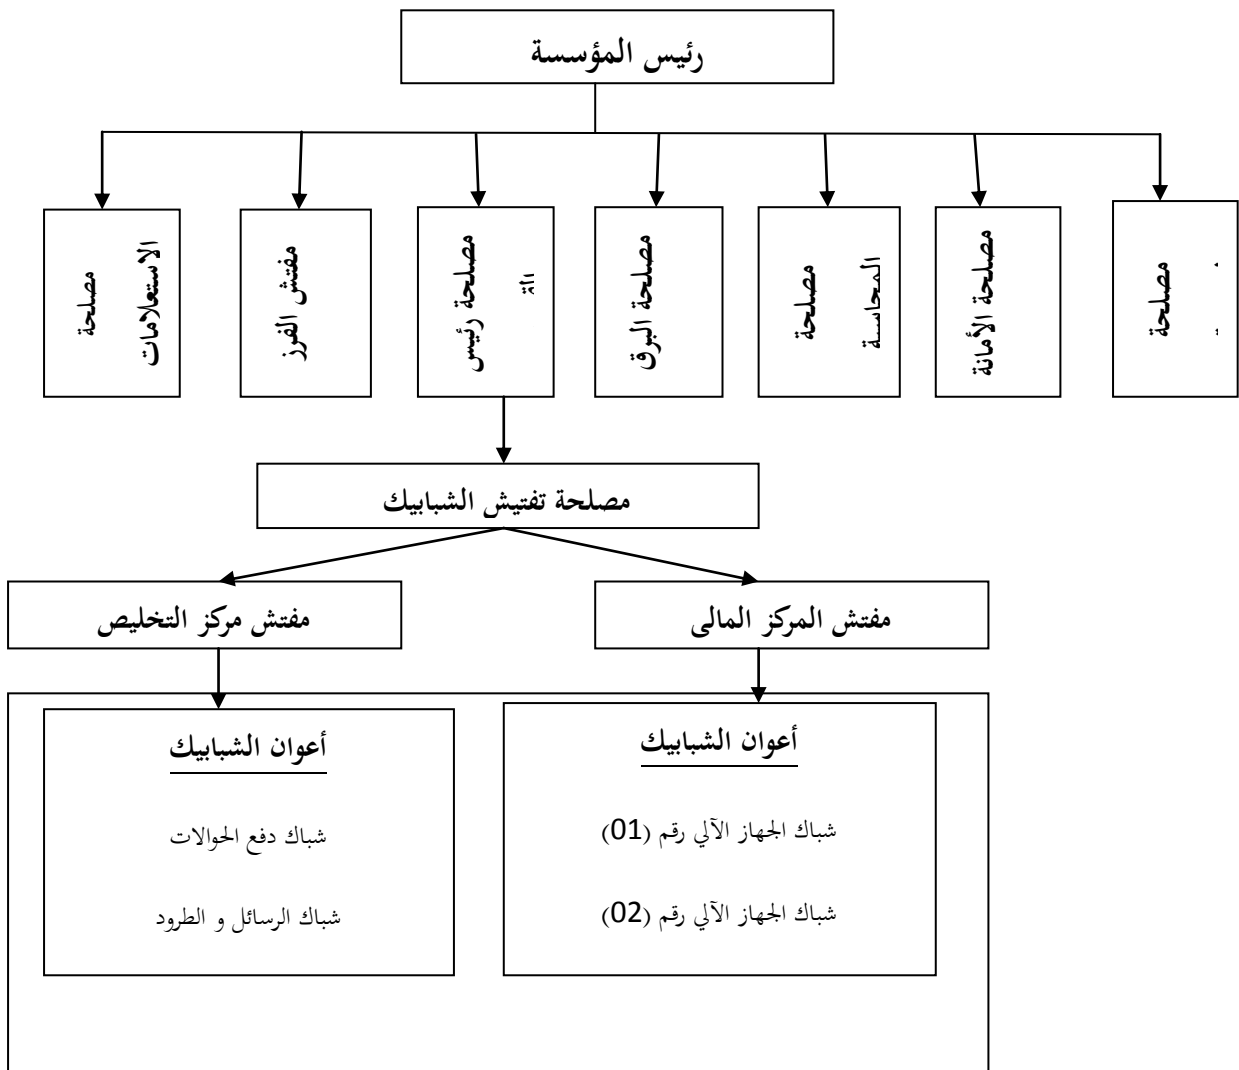 رئيس المؤسسة
مصلحة
مصلحة الأمانة
مصلحة
المحاسبة
مصلحة البرق
مصلحة رئيس
مفتش الفرز
مصلحة
الاستعلامات
مصلحة تفتيش الشبابيك
مفتش المركز المالى
مفتش مركز التخليص
أعوان الشبابيك
شباك الجهاز الآلي رقم (01)
شباك الجهاز الآلي رقم (02)
أعوان الشبابيك
شباك دفع الحوالات
شباك الرسائل و الطرود